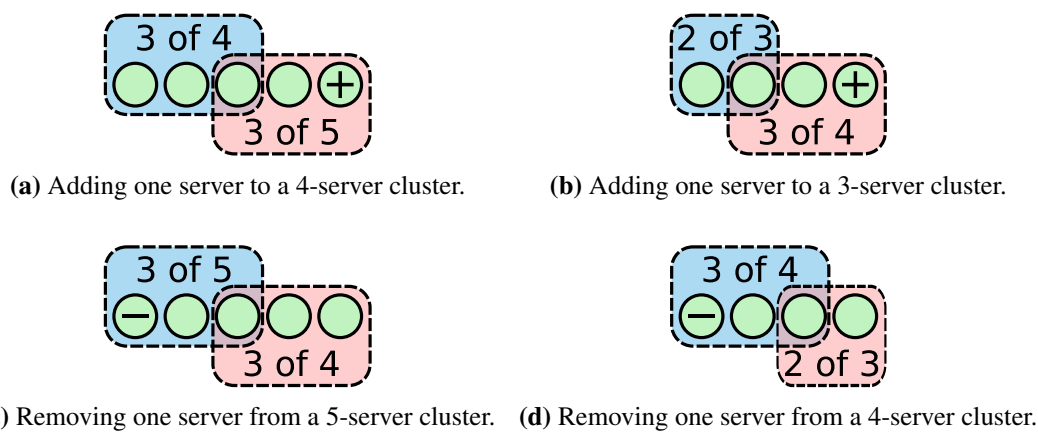 3 of 4
+
3 of 5
2 of 3
+
3 of 4
(a) Adding one server to a 4-server cluster.
(b) Adding one server to a 3-server cluster.
3 of 5
−
3 of 4
3 of 4
−
2 of 3
) Removing one server from a 5-server cluster.
(d) Removing one server from a 4-server cluster.